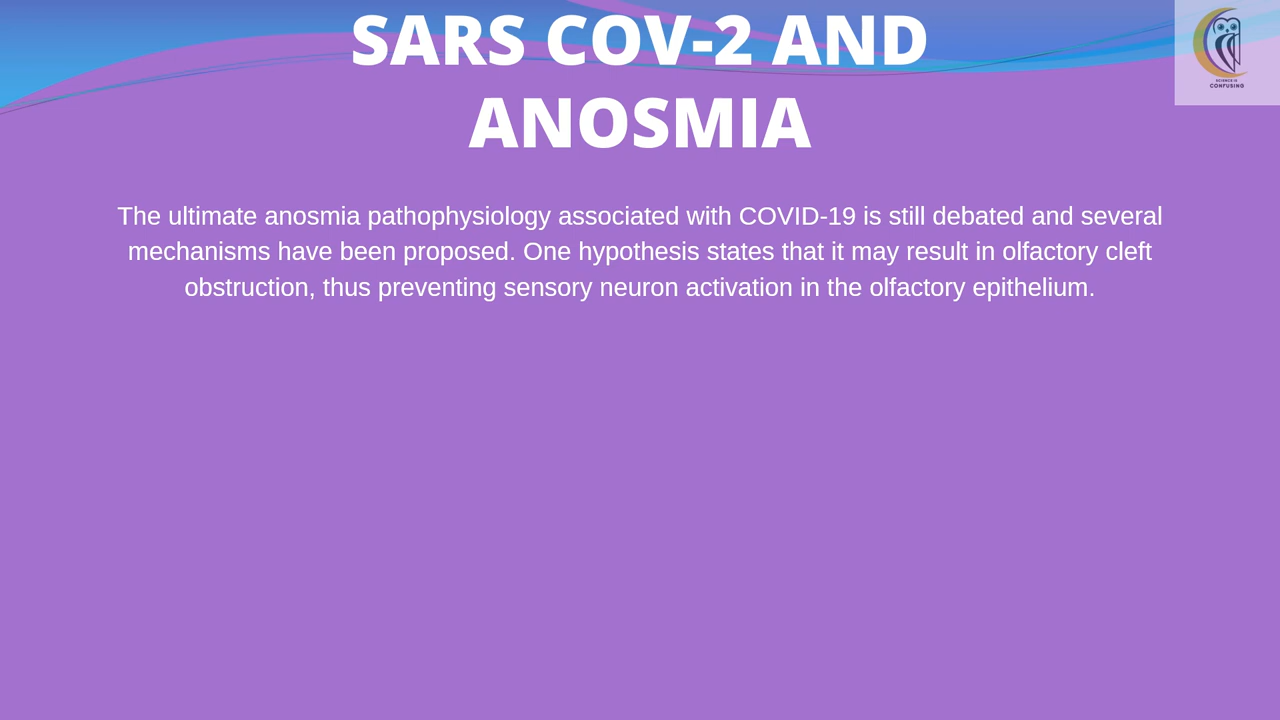 SARS COV-2 AND
ANOSMIA
SCIENCE IS
CONFUSING
The ultimate anosmia pathophysiology associated with COVID-19 is still debated and several
mechanisms have been proposed. One hypothesis states that it may result in olfactory cleft
obstruction, thus preventing sensory neuron activation in the olfactory epithelium.